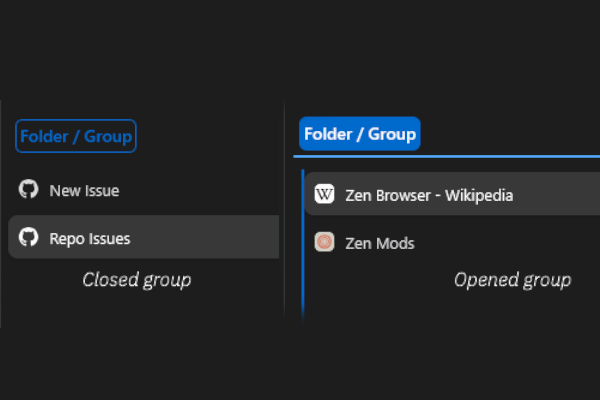 Folder / Group
New Issue
Repo Issues
Closed group
Folder / Group
W Zen Browser - Wikipedia
Zen Mods
Opened group